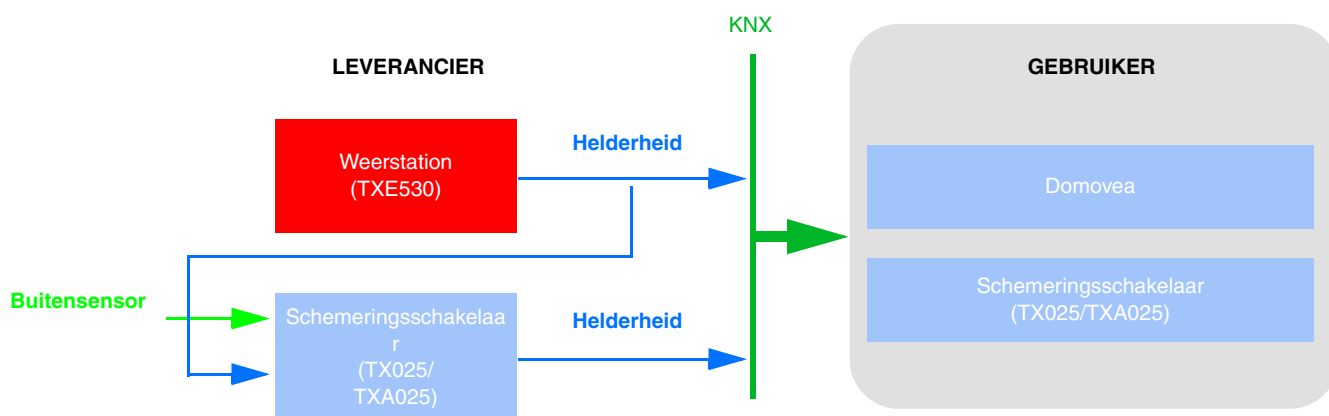 KNX
LEVERANCIER
GEBRUIKER
Helderheid
Weerstation
(TXE530)
Domovea
Buitensensor
Schemeringsschakelaa
r
(TX025/
TXA025)
Helderheid
Schemeringsschakelaar
(TX025/TXA025)